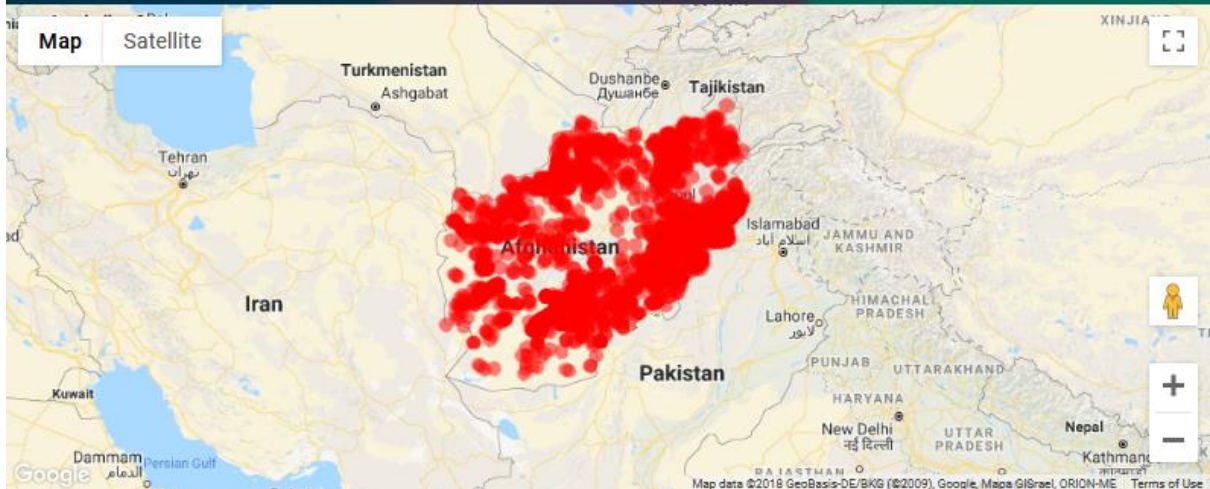 Map
Satellite
XINJIANG
Turkmenistan
Ashgabat
Dushanbe
Душанбе
Tajikistan
Tehran
تهران
Islamabad
اسلام آباد
JAMMU AND
KASHMIR
Afghanistan
Iran
HIMACHAL
PRADESH
Lahore
لاہور
Pakistan
PUNJAB
UTTARAKHAND
Kuwait
HARYANA
New Delhi
नई दिल्ली
UTTAR
PRADESH
Nepal
Kathmand
Dammam
الدمام
Persian Gulf
RAJASTHAN
Google
Map data ©2018 GeoBasis-DE/BKG (©2009), Google, Mapa GISrael, ORION-ME
Terms of Use